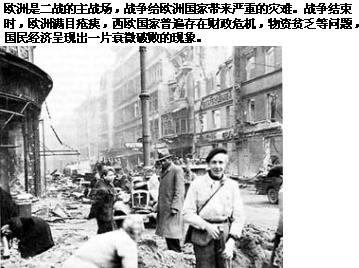 欧洲是二战的主战场，战争给欧洲国家带来严重的灾难。战争结束
时，欧洲满目疮痍，西欧国家普遍存在财政危机，物资贫乏等问题，
国民经济呈现出一片衰微破败的现象。